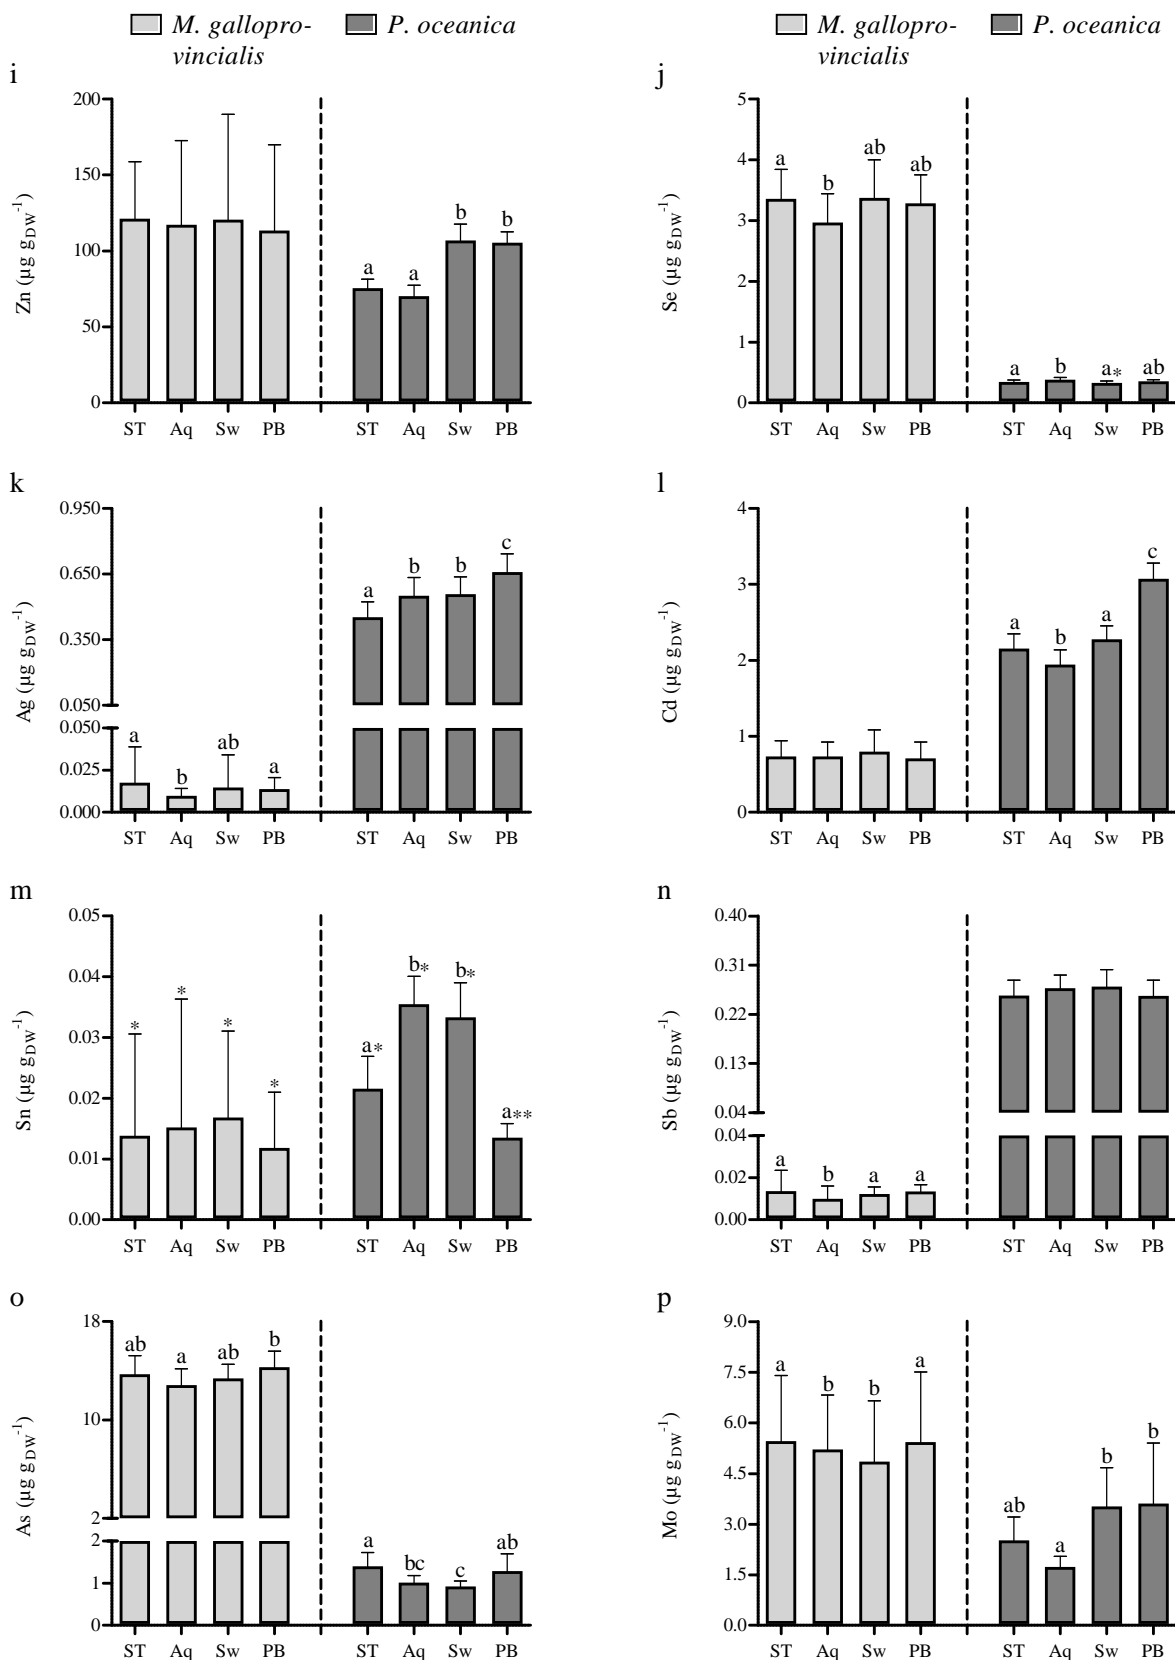 M. gallopro-
vincialis
P. oceanica
M. gallopro-
vincialis
P. oceanica
i
Zn (µg gDW-1)
200
150
100
50
0
a a b b
ST Aq Sw PB ST Aq Sw PB
j
Se (µg gDW-1)
5
4
3
2
1
0
a b ab ab a b a* ab
ST Aq Sw PB ST Aq Sw PB
k
Ag (µg gDW-1)
0.950
0.650
0.350
0.050
0.050
0.025
0.000
a b ab a a b b c
ST Aq Sw PB ST Aq Sw PB
l
Cd (µg gDW-1)
4
3
2
1
0
a b a c
ST Aq Sw PB ST Aq Sw PB
m
Sn (µg gDW-1)
0.05
0.04
0.03
0.02
0.01
0.00
* * * * a* b* b* a**
ST Aq Sw PB ST Aq Sw PB
n
Sb (µg gDW-1)
0.40
0.31
0.22
0.13
0.04
0.04
0.02
0.00
a b a a
ST Aq Sw PB ST Aq Sw PB
o
As (µg gDW-1)
18
10
2
2
1
0
ab a ab b a bc c ab
ST Aq Sw PB ST Aq Sw PB
p
Mo (µg gDW-1)
9.0
7.5
6.0
4.5
3.0
1.5
0.0
a b b a ab a b b
ST Aq Sw PB ST Aq Sw PB